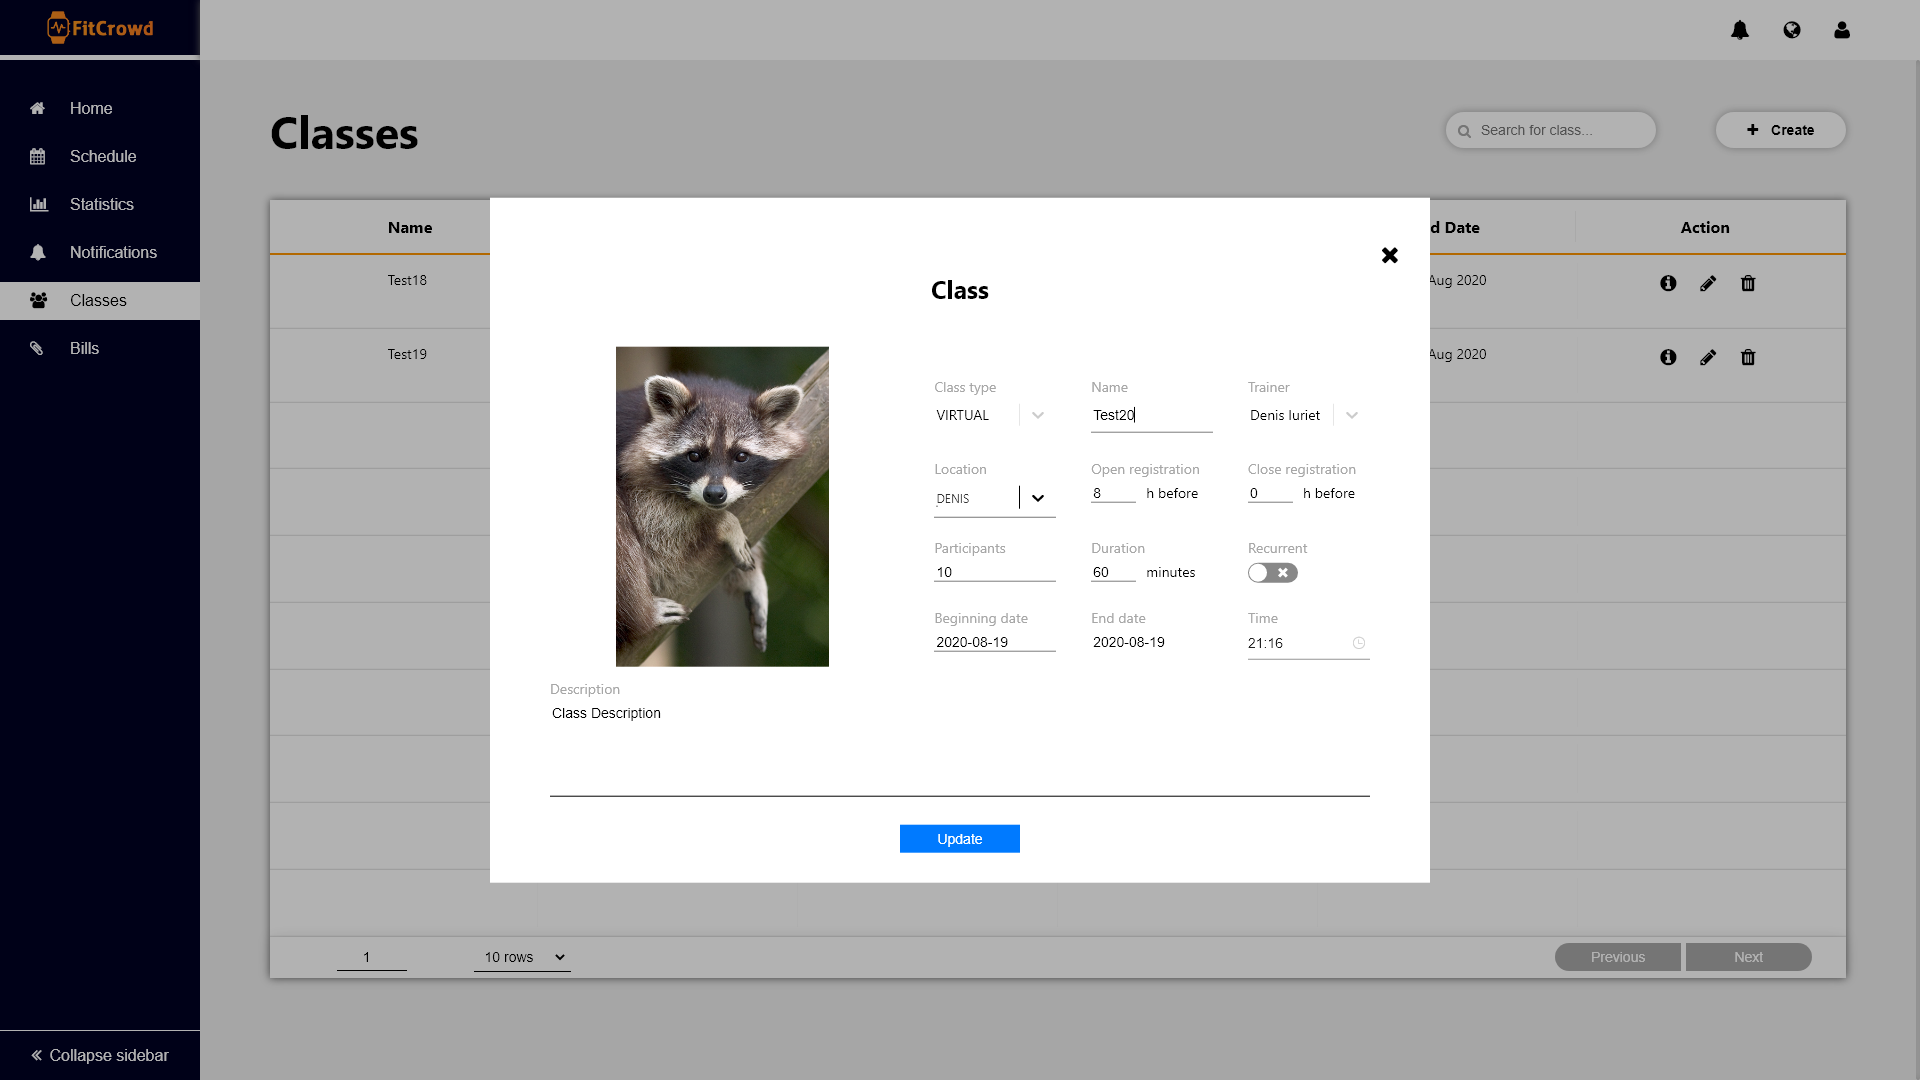 FitCrowd
Home
Schedule
Statistics
Notifications
Classes
Bills
Collapse sidebar
Classes
Search for class...
Create
Name
d Date
Action
Test18
Aug 2020
Test19
Aug 2020
Class
Class type
Name
Trainer
VIRTUAL
Test20
Denis Iuriet
Location
Open registration
Close registration
DENIS
8 h before
0 h before
Participants
Duration
Recurrent
10
60 minutes
Beginning date
End date
Time
2020-08-19
2020-08-19
21:16
Description
Class Description
Update
1
10 rows
Previous
Next